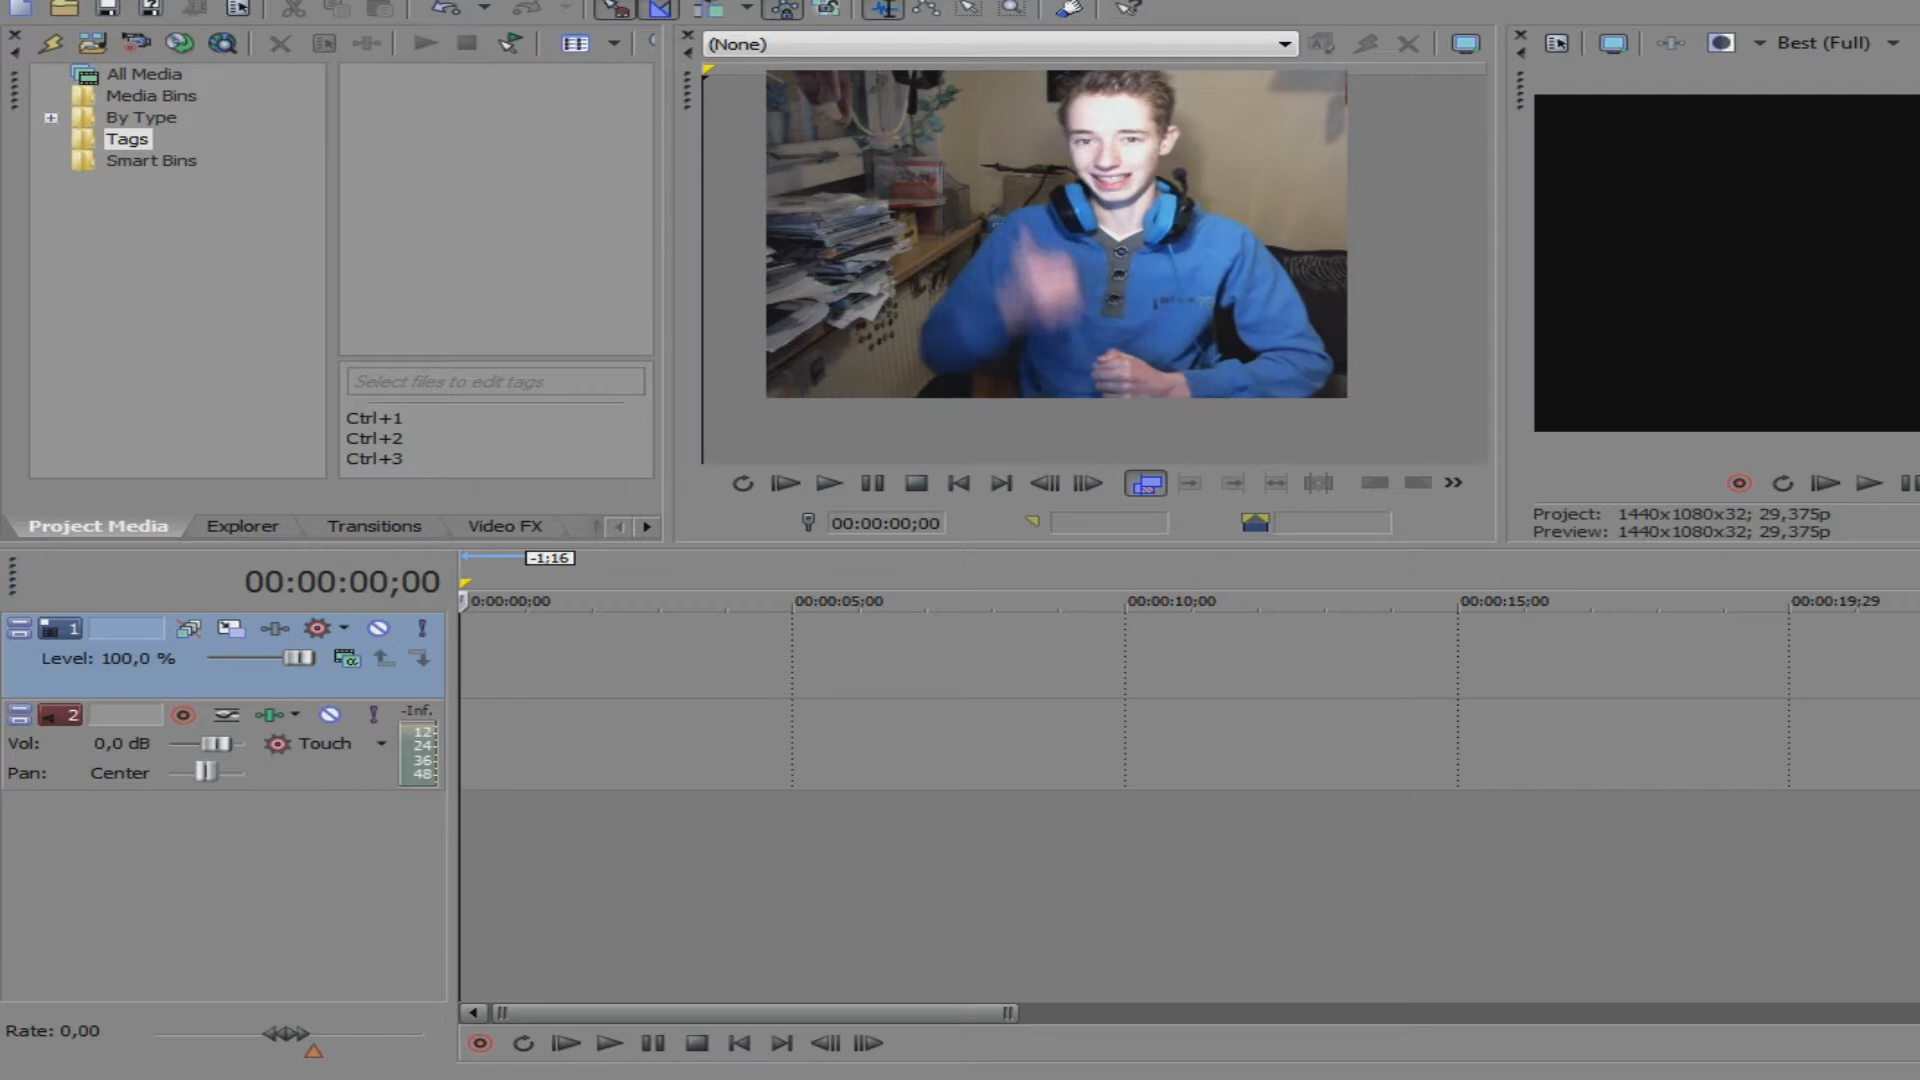 (None)
Best (Full)
All Media
Media Bins
By Type
Tags
Smart Bins
Select files to edit tags
Ctrl+1
Ctrl+2
Ctrl+3
Project Media
Explorer
Transitions
Video FX
00:00:00;00
Project: 1440x1080x32; 29,375p
Preview: 1440x1080x32; 29,375p
-1;16
00:00:00;00
0:00:00;00
00:00:05;00
00:00:10;00
00:00:15;00
00:00:19;29
1
Level: 100,0 %
2
-Inf.
12
24
36
48
Vol: 0,0 dB
Touch
Pan: Center
Rate: 0,00